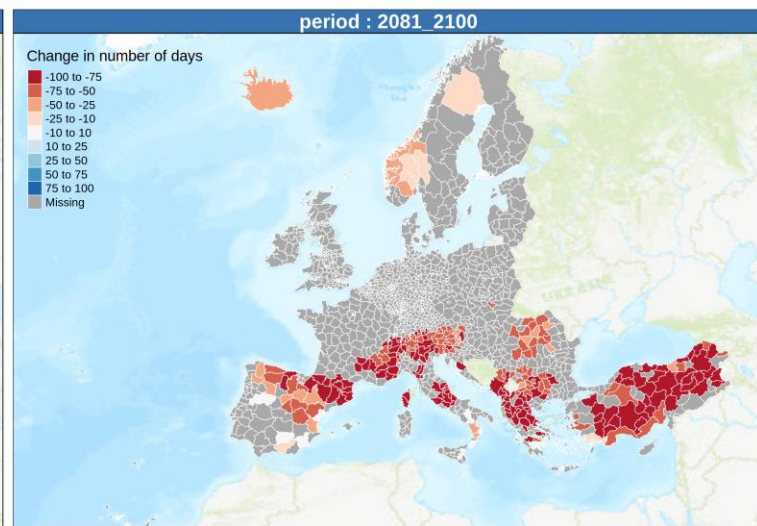 period : 2081_2100
Change in number of days
-100 to -75
-75 to -50
-50 to -25
-25 to -10
-10 to 10
10 to 25
25 to 50
50 to 75
75 to 100
Missing